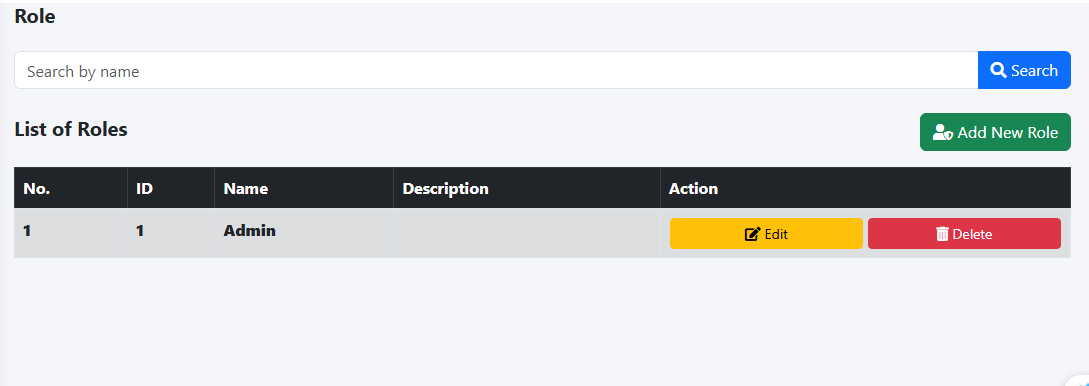 Role
Search by name Search
List of Roles Add New Role
No. ID Name Description Action
1 1 Admin Edit Delete